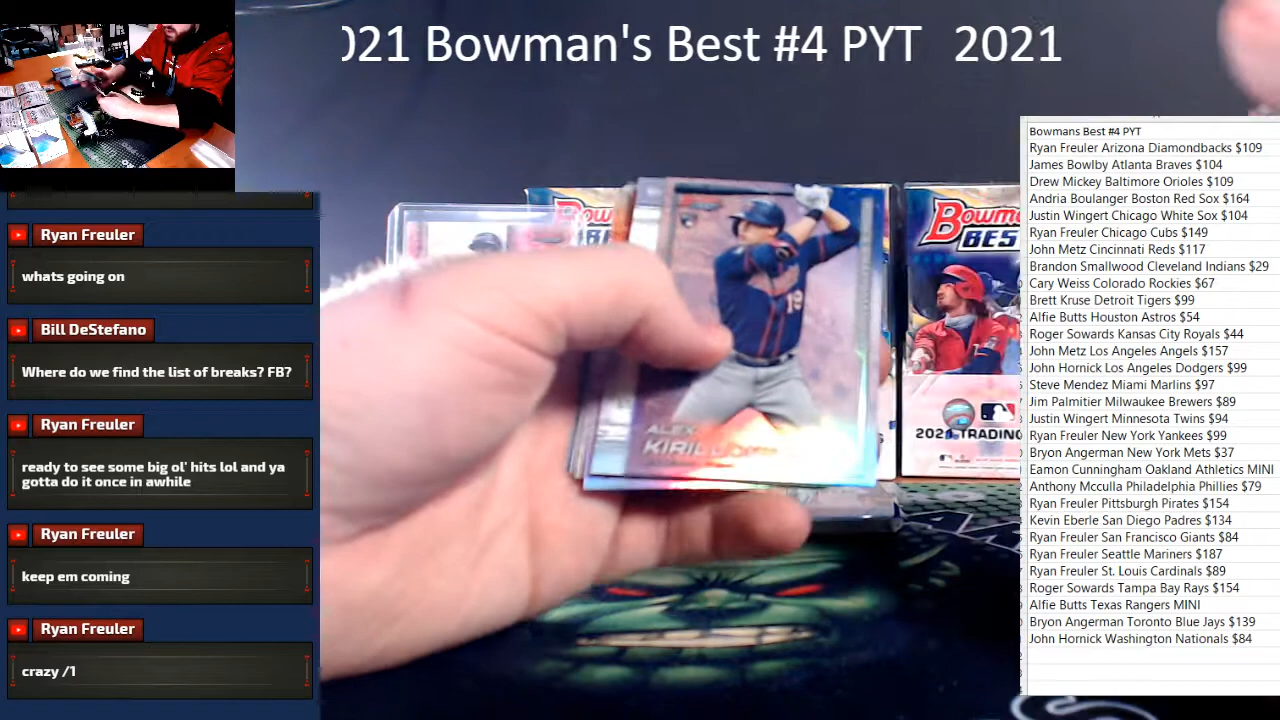 021 Bowman's Best #4 PYT 2021
Ryan Freuler
whats going on
Bill DeStefano
Where do we find the list of breaks? FB?
Ryan Freuler
ready to see some big ol' hits lol and ya
gotta do it once in awhile
Ryan Freuler
keep em coming
Ryan Freuler
crazy /1
Bow
19
ALEX
KIRILLOFF
Bowm
BES
2021 TRADING
MLB
Bowmans Best #4 PYT
Ryan Freuler Arizona Diamondbacks $109
James Bowlby Atlanta Braves $104
Drew Mickey Baltimore Orioles $109
Andria Boulanger Boston Red Sox $164
Justin Wingert Chicago White Sox $104
Ryan Freuler Chicago Cubs $149
John Metz Cincinnati Reds $117
Brandon Smallwood Cleveland Indians $29
Cary Weiss Colorado Rockies $67
Brett Kruse Detroit Tigers $99
Alfie Butts Houston Astros $54
Roger Sowards Kansas City Royals $44
John Metz Los Angeles Angels $157
John Hornick Los Angeles Dodgers $99
Steve Mendez Miami Marlins $97
Jim Palmitier Milwaukee Brewers $89
Justin Wingert Minnesota Twins $94
Ryan Freuler New York Yankees $99
Bryon Angerman New York Mets $37
Eamon Cunningham Oakland Athletics MINI
Anthony Mcculla Philadelphia Phillies $79
Ryan Freuler Pittsburgh Pirates $154
Kevin Eberle San Diego Padres $134
Ryan Freuler San Francisco Giants $84
Ryan Freuler Seattle Mariners $187
Ryan Freuler St. Louis Cardinals $89
Roger Sowards Tampa Bay Rays $154
Alfie Butts Texas Rangers MINI
Bryon Angerman Toronto Blue Jays $139
John Hornick Washington Nationals $84